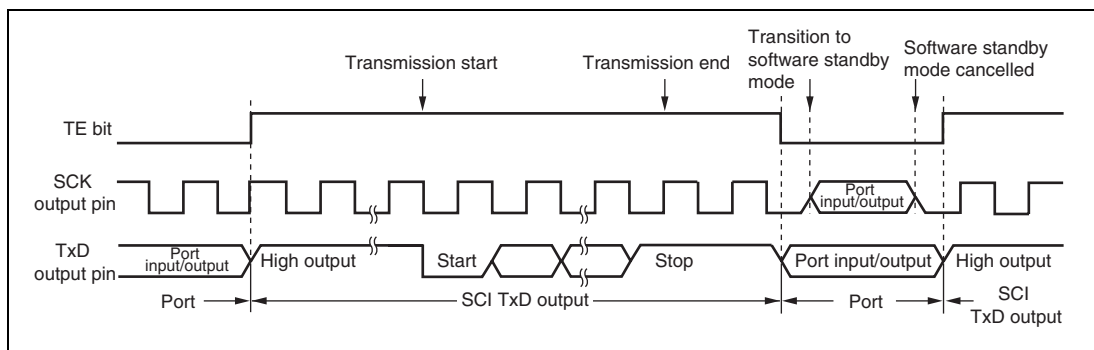 Transmission start
Transmission end
Transition to
software standby
mode
Software standby
mode cancelled
TE bit
SCK
output pin
Port
input/output
TxD
output pin
Port
input/output
High output
Start
Stop
Port input/output
High output
Port
SCI TxD output
Port
SCI
TxD output